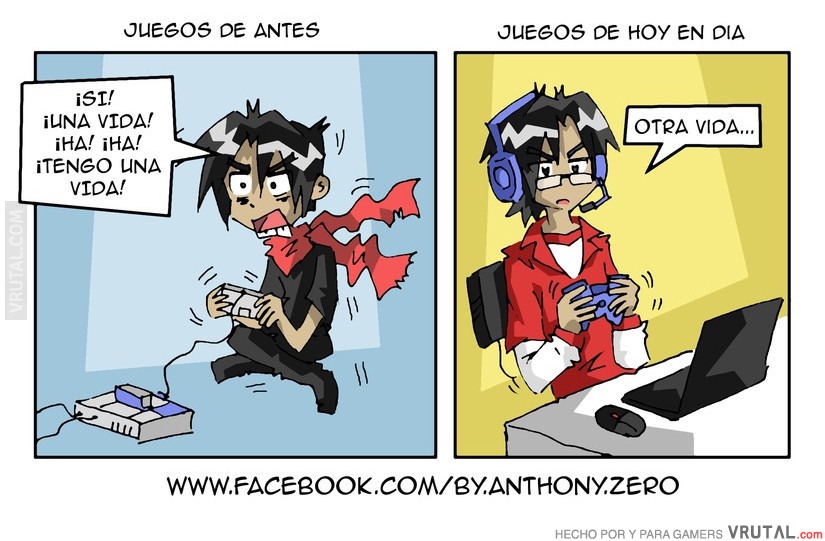 JUEGOS DE ANTES
¡SI!
¡UNA VIDA!
¡HA! ¡HA!
¡TENGO UNA
VIDA!
JUEGOS DE HOY EN DIA
OTRA VIDA...
VRUTAL.COM
WWW.FACEBOOK.COM/BY.ANTHONY.ZERO
HECHO POR Y PARA GAMERS VRUTAL.com